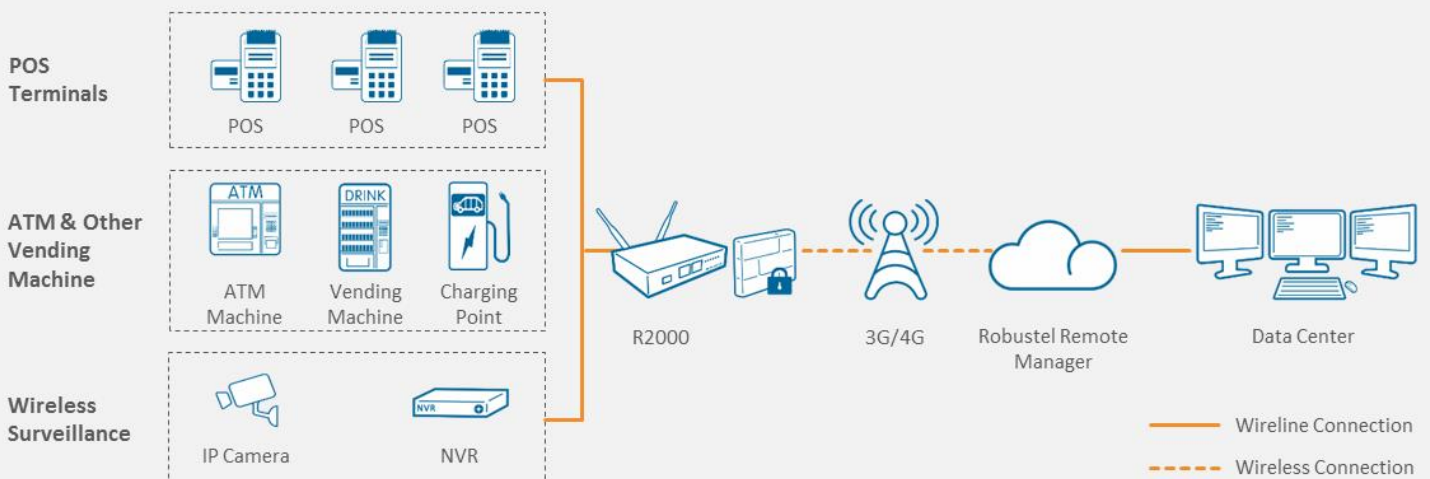 POS
Terminals
POS
POS
POS
ATM & Other
Vending
Machine
ATM
DRINK
ATM
Machine
Vending
Machine
Charging
Point
R2000
3G/4G
Robustel Remote
Manager
Data Center
Wireless
Surveillance
NVR
IP Camera
NVR
Wireline Connection
Wireless Connection